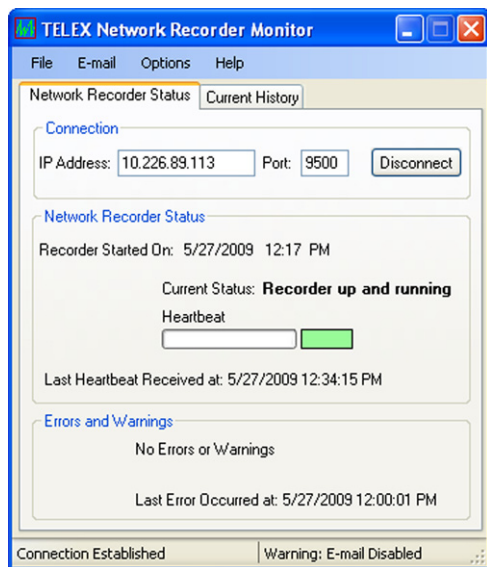 TELEX Network Recorder Monitor
File E-mail Options Help
Network Recorder Status Current History
Connection
IP Address: 10.226.89.113 Port: 9500 Disconnect
Network Recorder Status
Recorder Started On: 5/27/2009 12:17 PM
Current Status: Recorder up and running
Heartbeat
Last Heartbeat Received at: 5/27/2009 12:34:15 PM
Errors and Warnings
No Errors or Warnings
Last Error Occurred at: 5/27/2009 12:00:01 PM
Connection Established Warning: E-mail Disabled